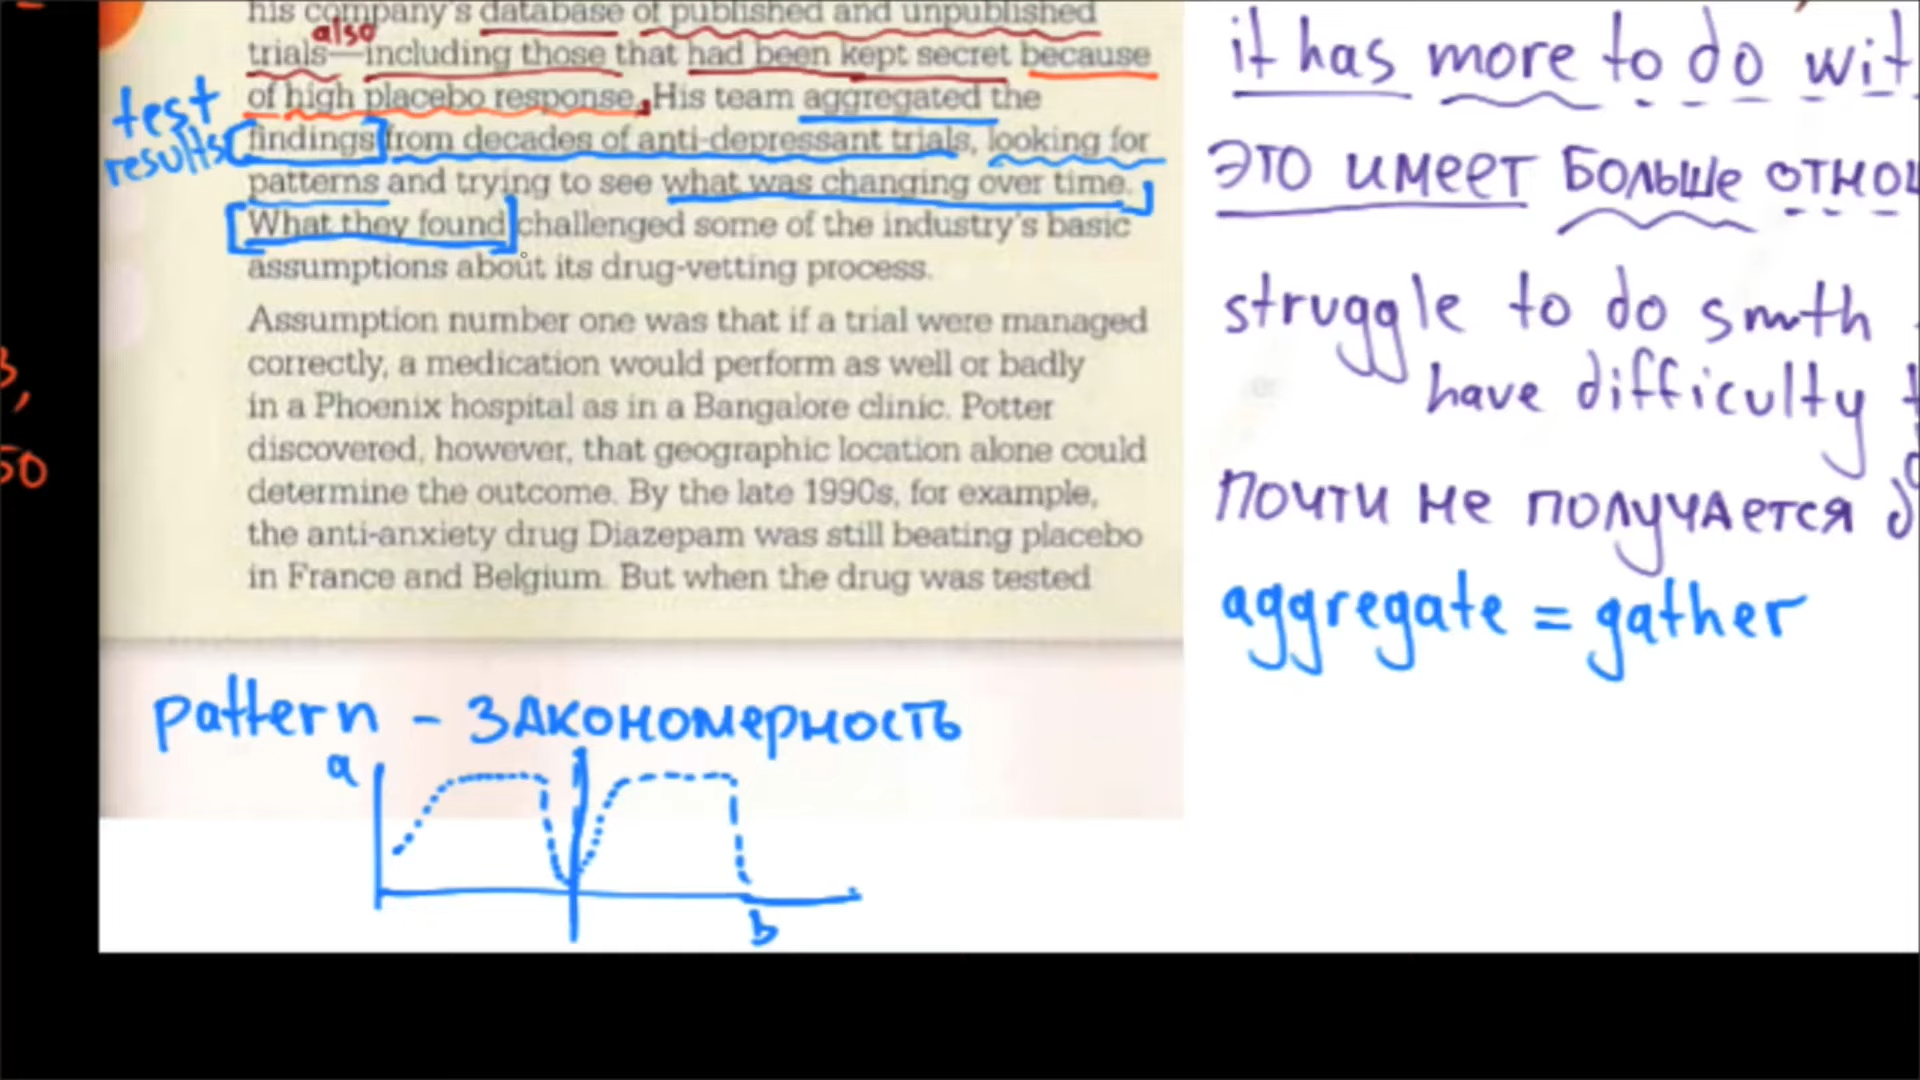 his company's database of published and unpublished
also
trials—including those that had been kept secret because
of high placebo response. His team aggregated the
test
results
findings from decades of anti-depressant trials, looking for
patterns and trying to see what was changing over time.
What they found challenged some of the industry's basic
assumptions about its drug-vetting process.
Assumption number one was that if a trial were managed
correctly, a medication would perform as well or badly
in a Phoenix hospital as in a Bangalore clinic. Potter
discovered, however, that geographic location alone could
determine the outcome. By the late 1990s, for example,
the anti-anxiety drug Diazepam was still beating placebo
in France and Belgium. But when the drug was tested
pattern - закономерность
a
b
it has more to do wit
это имеет больше отно
struggle to do smth
have difficulty t
почти не получается д
aggregate = gather
3,
50